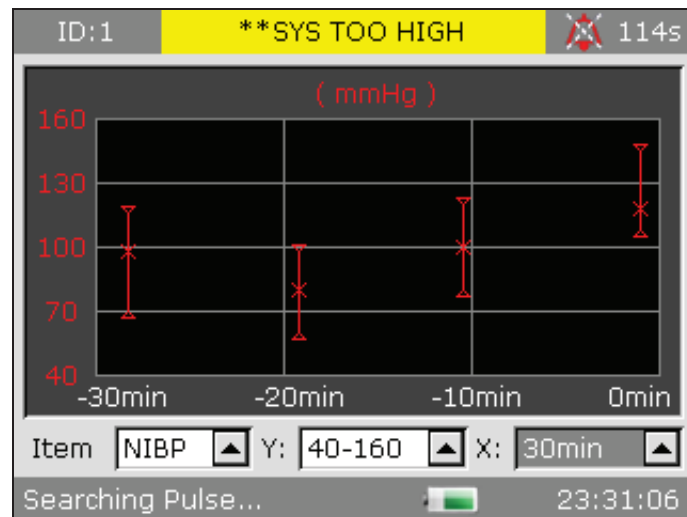 ID:1 **SYS TOO HIGH 114s
( mmHg )
160
130
100
70
40
-30min -20min -10min 0min
Item NIBP Y: 40-160 X: 30min
Searching Pulse... 23:31:06